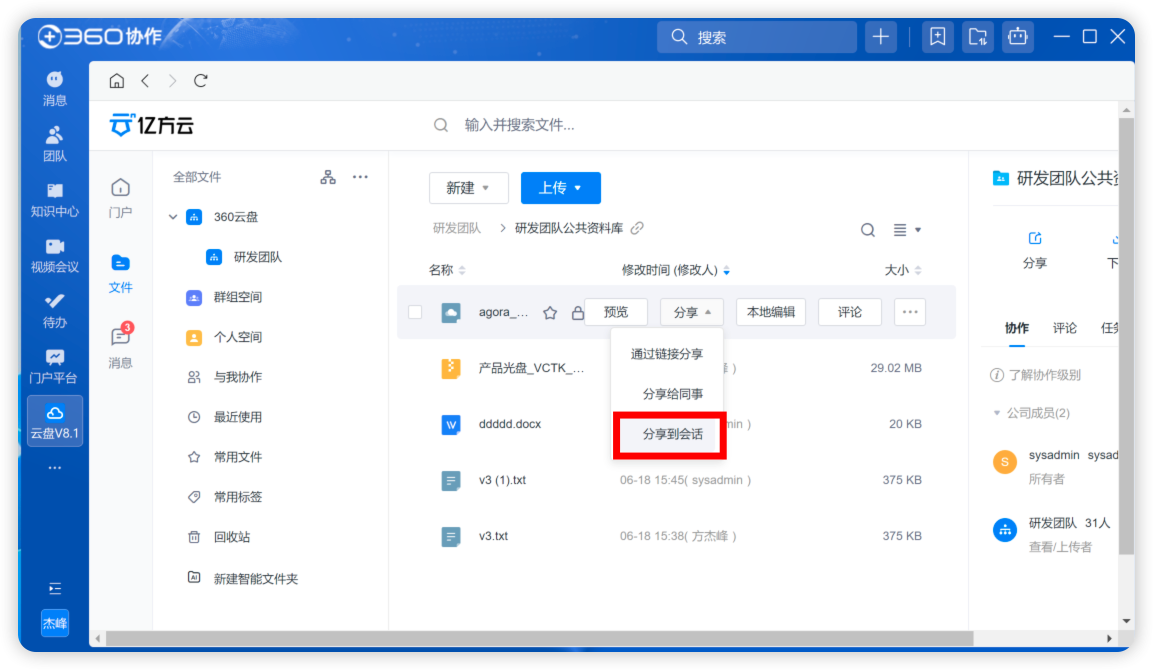 360协作
搜索
消息
团队
知识中心
视频会议
待办
门户平台
云盘V8.1
杰峰
亿方云
输入并搜索文件...
门户
文件
3
消息
全部文件
360云盘
研发团队
群组空间
个人空间
与我协作
最近使用
常用文件
常用标签
回收站
新建智能文件夹
新建
上传
研发团队 > 研发团队公共资料库
名称 修改时间 (修改人) 大小
agora_... 预览 分享 本地编辑 评论 ...
通过链接分享
分享给同事
分享到会话
产品光盘_VCTK_... ) 29.02 MB
ddddd.docx min ) 20 KB
v3 (1).txt 06-18 15:45( sysadmin ) 375 KB
v3.txt 06-18 15:38( 方杰峰 ) 375 KB
研发团队公共资
分享 下
协作 评论 任务
了解协作级别
公司成员(2)
S
sysadmin sysad
所有者
研发团队 31人
查看/上传者